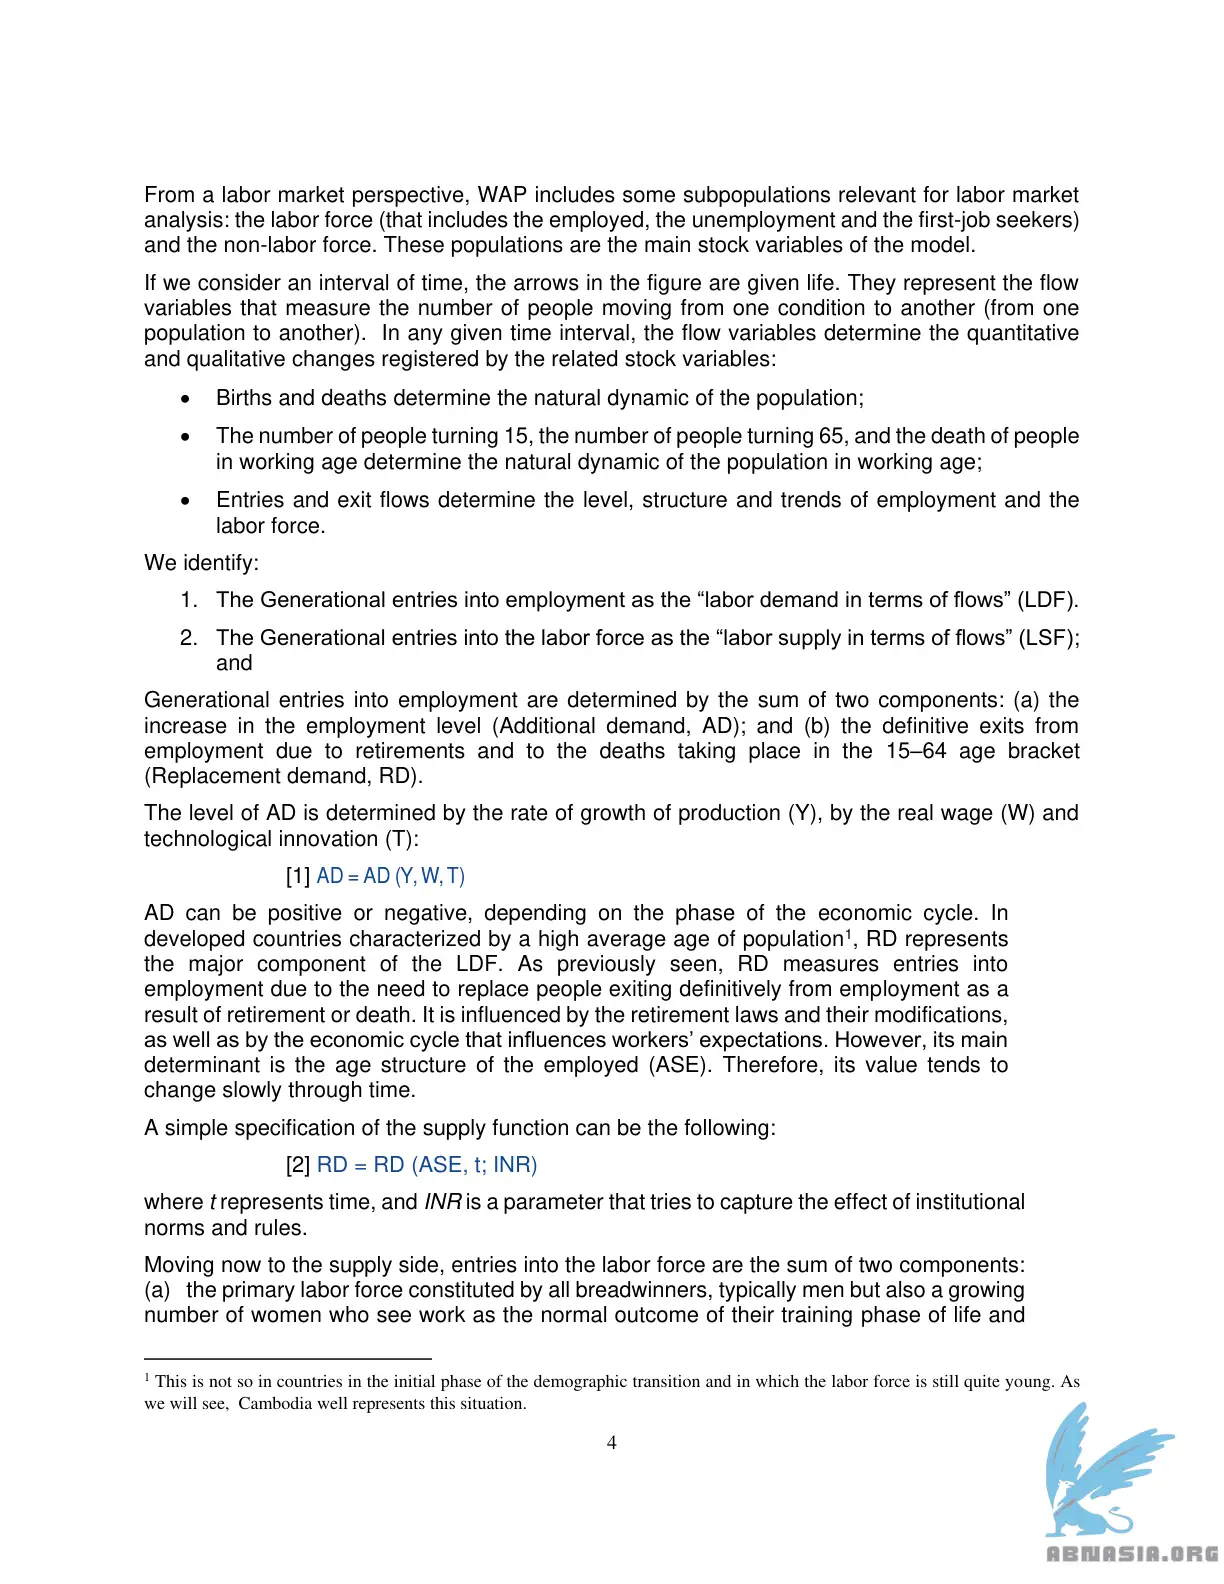 From a labor market perspective, WAP includes some subpopulations relevant for labor market
analysis: the labor force (that includes the employed, the unemployment and the first-job seekers)
and the non-labor force. These populations are the main stock variables of the model.
If we consider an interval of time, the arrows in the figure are given life. They represent the flow
variables that measure the number of people moving from one condition to another (from one
population to another).  In any given time interval, the flow variables determine the quantitative
and qualitative changes registered by the related stock variables:
• Births and deaths determine the natural dynamic of the population;
• The number of people turning 15, the number of people turning 65, and the death of people
in working age determine the natural dynamic of the population in working age;
• Entries and exit flows determine the level, structure and trends of employment and the
labor force.
We identify:
1. The Generational entries into employment as the “labor demand in terms of flows” (LDF).
2. The Generational entries into the labor force as the “labor supply in terms of flows” (LSF);
and
Generational entries into employment are determined by the sum of two components: (a) the
increase in the employment level (Additional demand, AD); and (b) the definitive exits from
employment due to retirements and to the deaths taking place in the 15–64 age bracket
(Replacement demand, RD).
The level of AD is determined by the rate of growth of production (Y), by the real wage (W) and
technological innovation (T):
[1] AD = AD (Y, W, T)
AD can be positive or negative, depending on the phase of the economic cycle. In
developed countries characterized by a high average age of population¹, RD represents
the major component of the LDF. As previously seen, RD measures entries into
employment due to the need to replace people exiting definitively from employment as a
result of retirement or death. It is influenced by the retirement laws and their modifications,
as well as by the economic cycle that influences workers’ expectations. However, its main
determinant is the age structure of the employed (ASE). Therefore, its value tends to
change slowly through time.
A simple specification of the supply function can be the following:
[2] RD = RD (ASE, t; INR)
where t represents time, and INR is a parameter that tries to capture the effect of institutional
norms and rules.
Moving now to the supply side, entries into the labor force are the sum of two components:
(a) the primary labor force constituted by all breadwinners, typically men but also a growing
number of women who see work as the normal outcome of their training phase of life and
¹ This is not so in countries in the initial phase of the demographic transition and in which the labor force is still quite young. As
we will see,  Cambodia well represents this situation.
4
ABNASIA.ORG